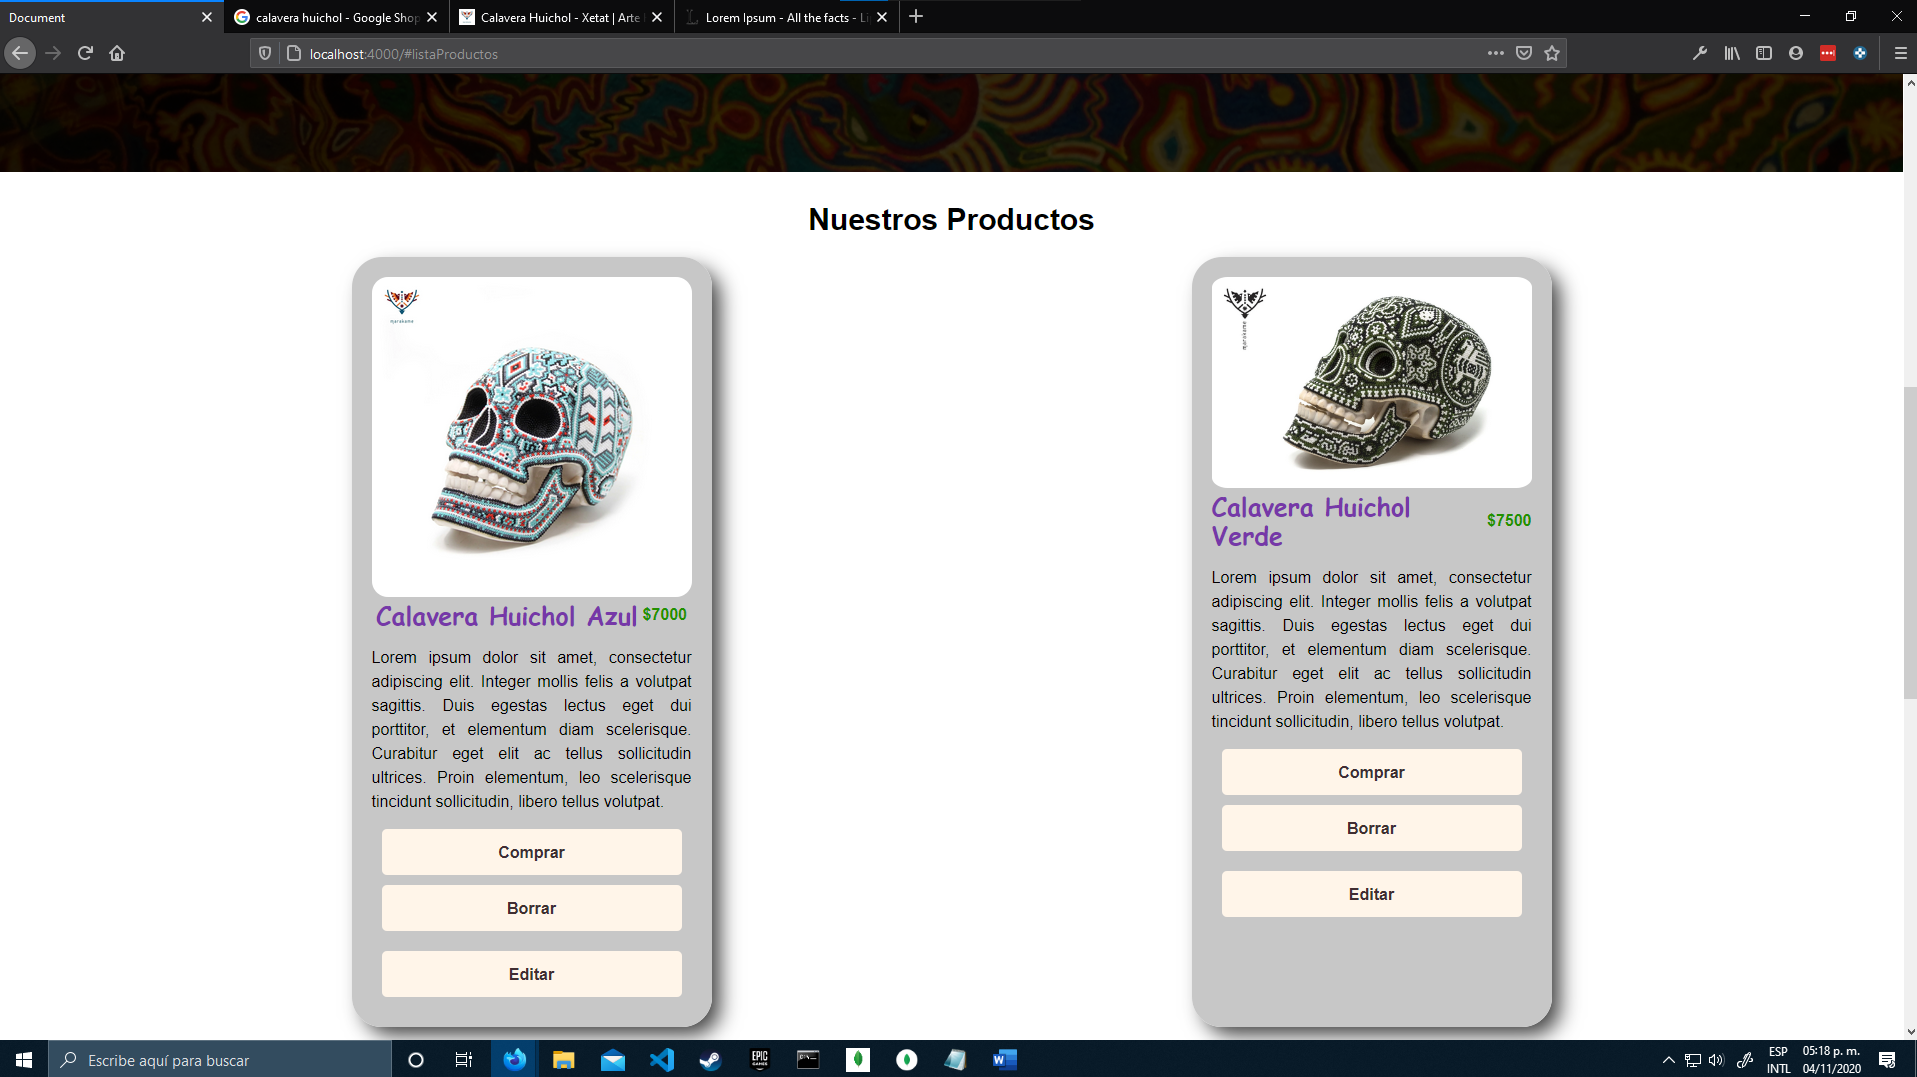 Document
calavera huichol - Google Shop
Calavera Huichol - Xetat | Arte
Lorem Ipsum - All the facts - Li
localhost:4000/#listaProductos
Nuestros Productos
marakame
Calavera Huichol Azul $7000
Lorem ipsum dolor sit amet, consectetur
adipiscing elit. Integer mollis felis a volutpat
sagittis. Duis egestas lectus eget dui
porttitor, et elementum diam scelerisque.
Curabitur eget elit ac tellus sollicitudin
ultrices. Proin elementum, leo scelerisque
tincidunt sollicitudin, libero tellus volutpat.
Comprar
Borrar
Editar
marakame
Calavera Huichol
Verde
$7500
Lorem ipsum dolor sit amet, consectetur
adipiscing elit. Integer mollis felis a volutpat
sagittis. Duis egestas lectus eget dui
porttitor, et elementum diam scelerisque.
Curabitur eget elit ac tellus sollicitudin
ultrices. Proin elementum, leo scelerisque
tincidunt sollicitudin, libero tellus volutpat.
Comprar
Borrar
Editar
Escribe aquí para buscar
EPIC
GAMES
ESP
INTL
05:18 p. m.
04/11/2020